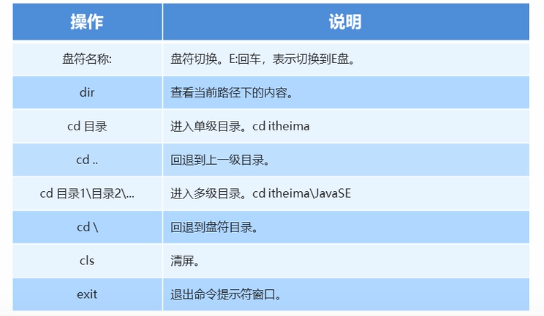 操作 说明
盘符名称: 盘符切换。E:回车，表示切换到E盘。
dir 查看当前路径下的内容。
cd 目录 进入单级目录。cd itheima
cd .. 回退到上一级目录。
cd 目录1\目录2\... 进入多级目录。cd itheima\JavaSE
cd \ 回退到盘符目录。
cls 清屏。
exit 退出命令提示符窗口。